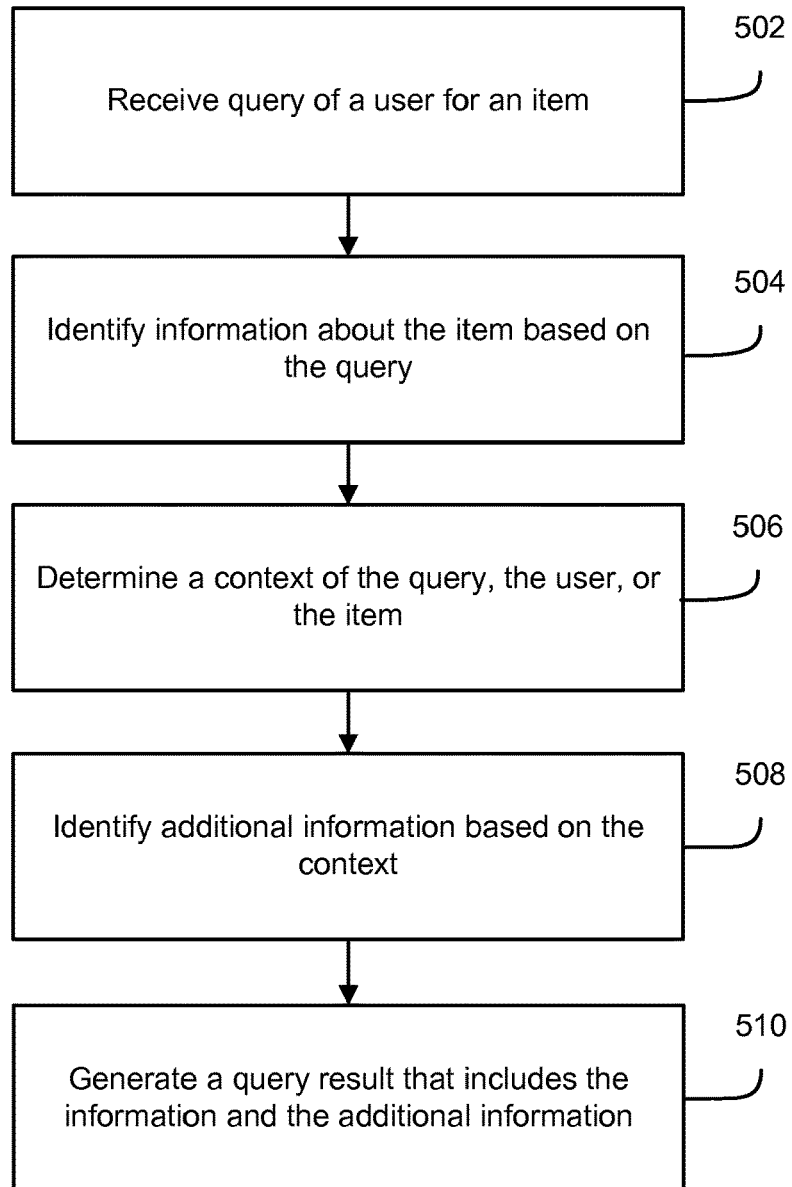 502
Receive query of a user for an item
504
Identify information about the item based on
the query
506
Determine a context of the query, the user, or
the item
508
Identify additional information based on the
context
510
Generate a query result that includes the
information and the additional information